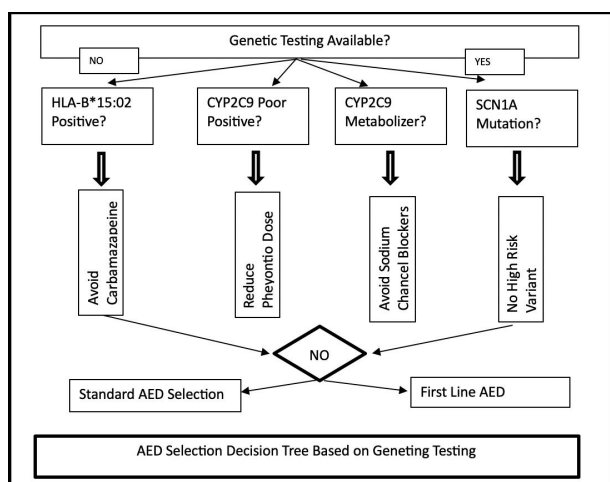 Genetic Testing Available?
NO
YES
HLA-B*15:02
Positive?
CYP2C9 Poor
Positive?
CYP2C9
Metabolizer?
SCN1A
Mutation?
Avoid
Carbamazapeine
Reduce
Pheyontio Dose
Avoid Sodium
Chancel Blockers
No High Risk
Variant
NO
Standard AED Selection
First Line AED
AED Selection Decision Tree Based on Geneting Testing